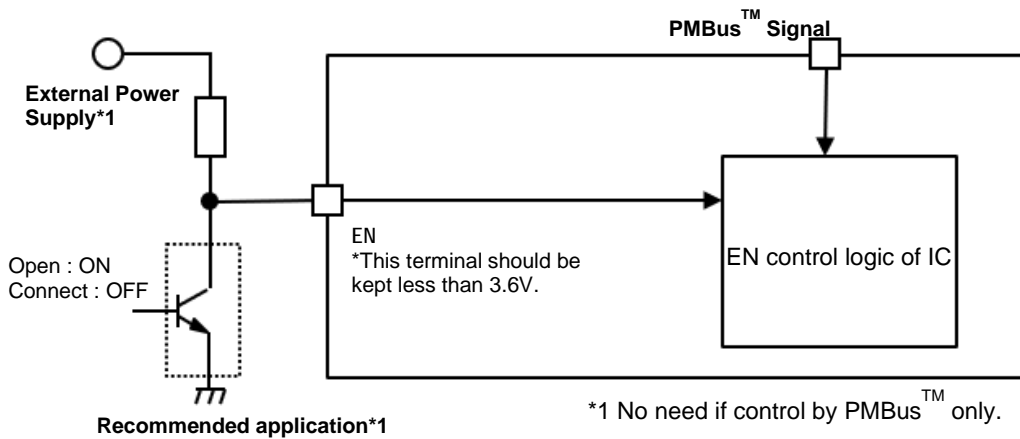 PMBus™ Signal
External Power
Supply*1
EN
*This terminal should be
kept less than 3.6V.
EN control logic of IC
Open : ON
Connect : OFF
Recommended application*1
*1 No need if control by PMBus™ only.